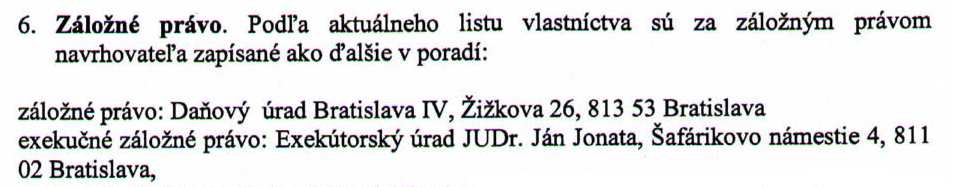 6. Záložné právo. Podľa aktuálneho listu vlastníctva sú za záložným právom
navrhovateľa zapísané ako ďalšie v poradí:
záložné právo: Daňový úrad Bratislava IV, Žižkova 26, 813 53 Bratislava
exekučné záložné právo: Exekútorský úrad JUDr. Ján Jonata, Šafárikovo námestie 4, 811
02 Bratislava,